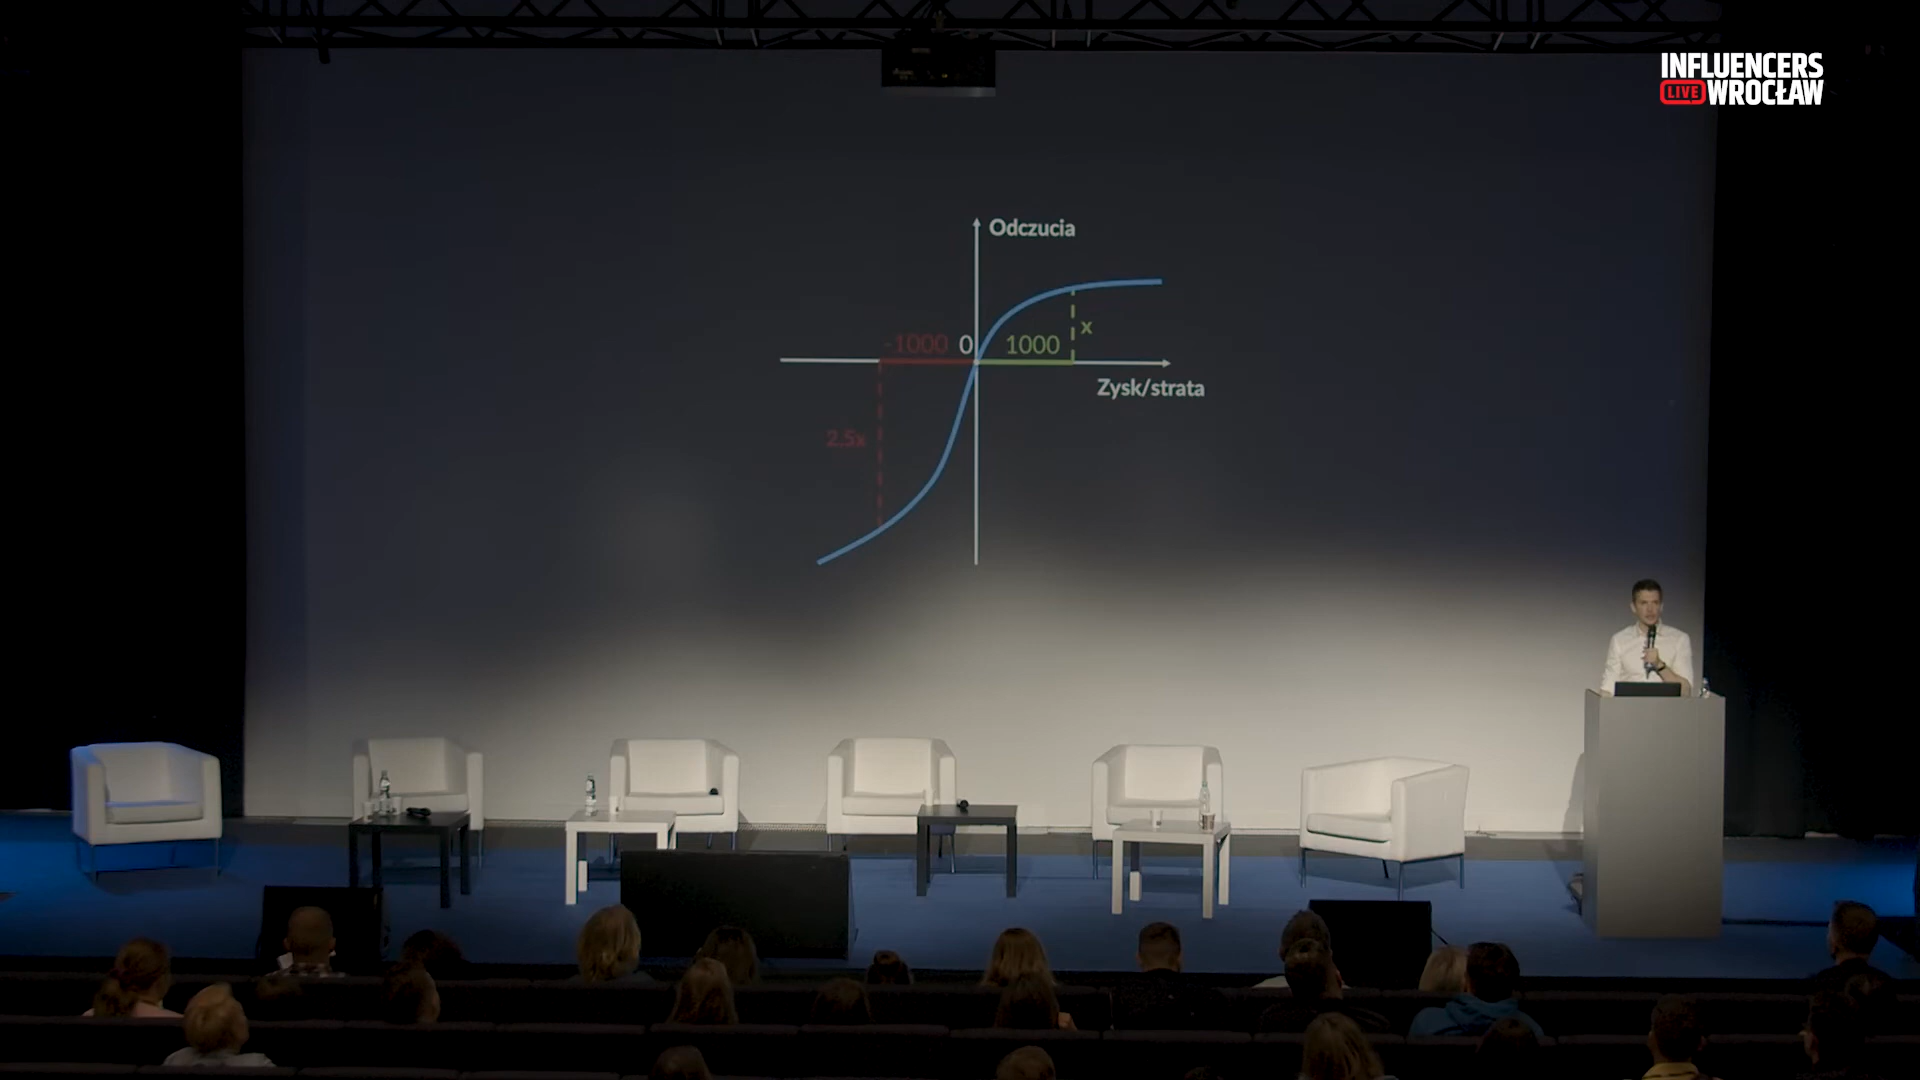 INFLUENCERS
LIVE WROCŁAW
Odczucia
-1000 0 1000
x
Zysk/strata
2.5x